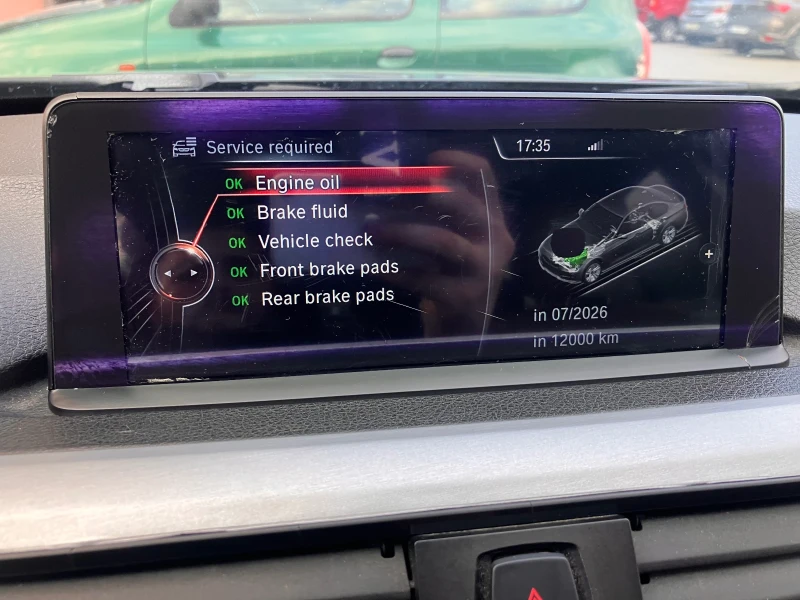 Service required
17:35
OK Engine oil
OK Brake fluid
OK Vehicle check
OK Front brake pads
OK Rear brake pads
in 07/2026
in 12000 km